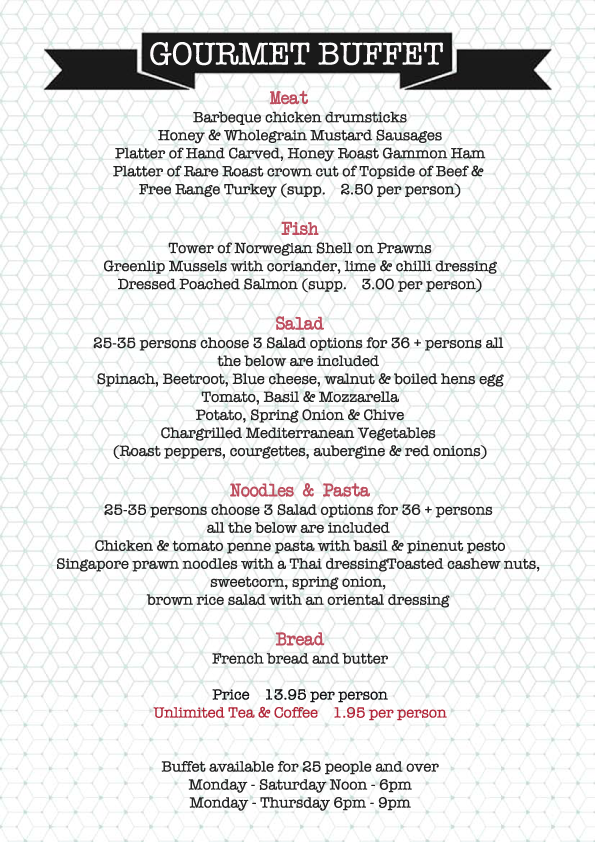 GOURMET BUFFET
Meat
Barbeque chicken drumsticks
Honey & Wholegrain Mustard Sausages
Platter of Hand Carved, Honey Roast Gammon Ham
Platter of Rare Roast crown cut of Topside of Beef &
Free Range Turkey (supp. 2.50 per person)
Fish
Tower of Norwegian Shell on Prawns
Greenlip Mussels with coriander, lime & chilli dressing
Dressed Poached Salmon (supp. 3.00 per person)
Salad
25-35 persons choose 3 Salad options for 36 + persons all
the below are included
Spinach, Beetroot, Blue cheese, walnut & boiled hens egg
Tomato, Basil & Mozzarella
Potato, Spring Onion & Chive
Chargrilled Mediterranean Vegetables
(Roast peppers, courgettes, aubergine & red onions)
Noodles & Pasta
25-35 persons choose 3 Salad options for 36 + persons
all the below are included
Chicken & tomato penne pasta with basil & pinenut pesto
Singapore prawn noodles with a Thai dressingToasted cashew nuts,
sweetcorn, spring onion,
brown rice salad with an oriental dressing
Bread
French bread and butter
Price 13.95 per person
Unlimited Tea & Coffee 1.95 per person
Buffet available for 25 people and over
Monday - Saturday Noon - 6pm
Monday - Thursday 6pm - 9pm